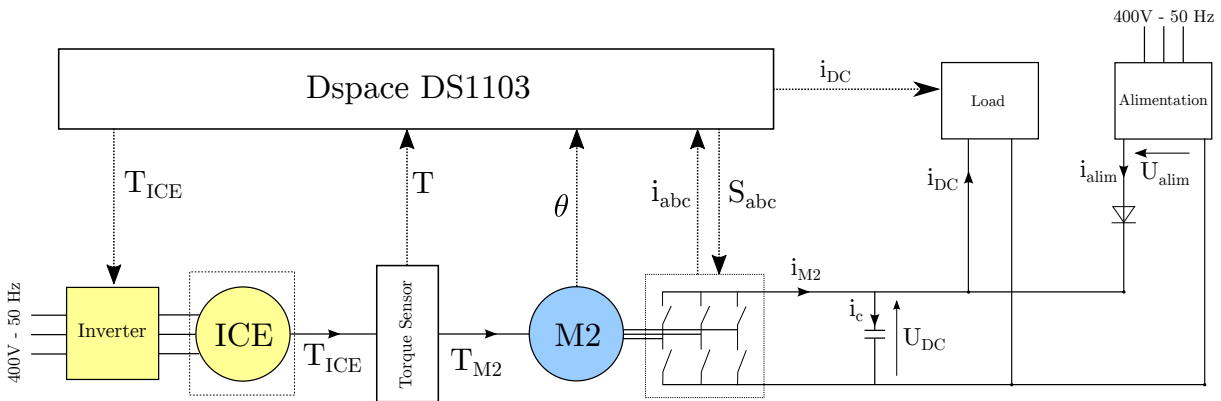 400V - 50 Hz
Dspace DS1103
i_DC
Load
Alimentation
T_ICE
T
θ
i_abc
S_abc
i_DC
i_alim
U_alim
400V - 50 Hz
Inverter
ICE
T_ICE
Torque Sensor
T_M2
M2
i_M2
i_c
U_DC